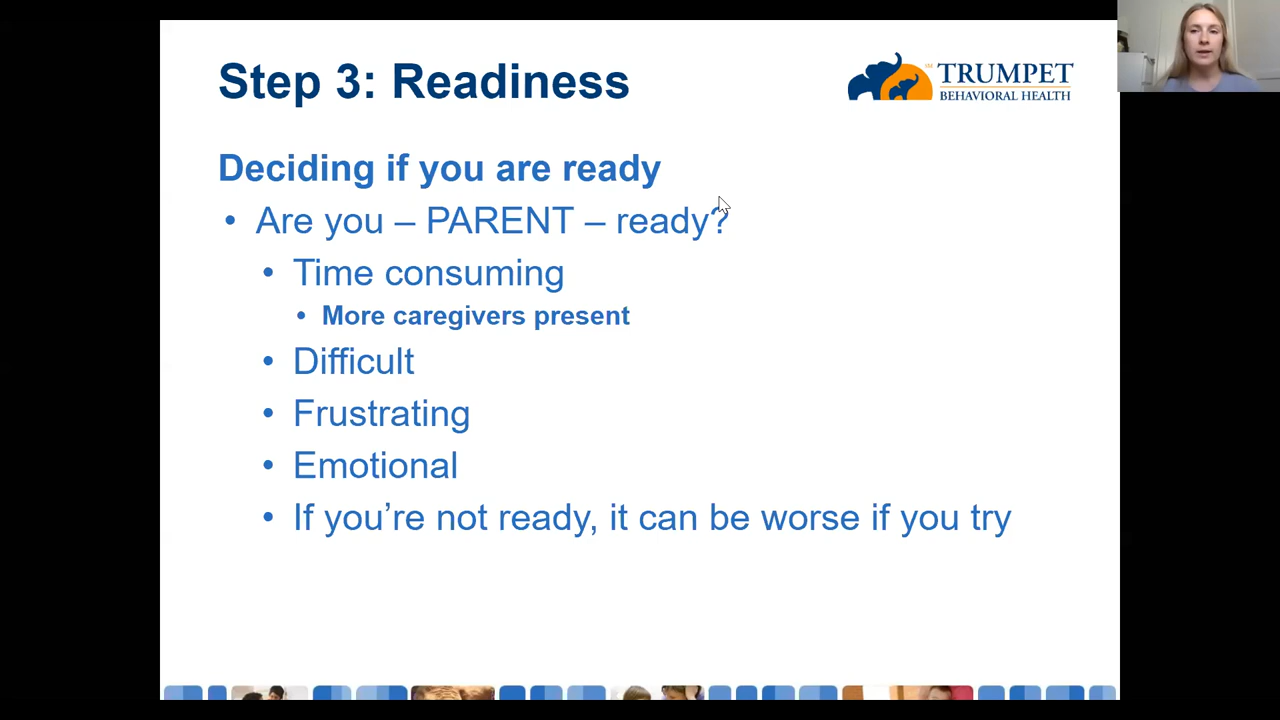 Step 3: Readiness
SM TRUMPET
BEHAVIORAL HEALTH
Deciding if you are ready
• Are you – PARENT – ready?
• Time consuming
• More caregivers present
• Difficult
• Frustrating
• Emotional
• If you’re not ready, it can be worse if you try